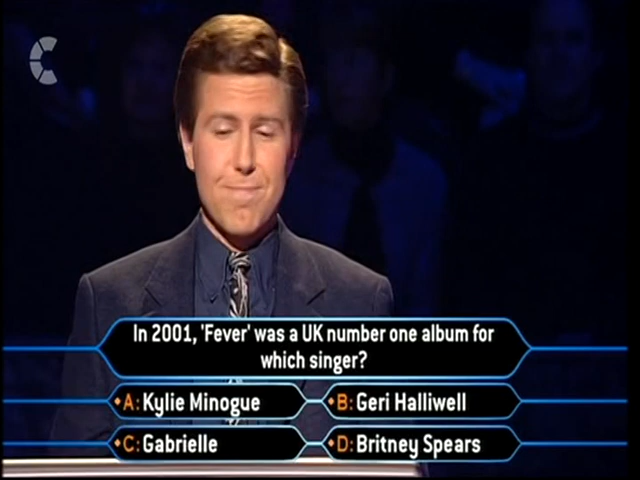 In 2001, 'Fever' was a UK number one album for
which singer?
A: Kylie Minogue
B: Geri Halliwell
C: Gabrielle
D: Britney Spears